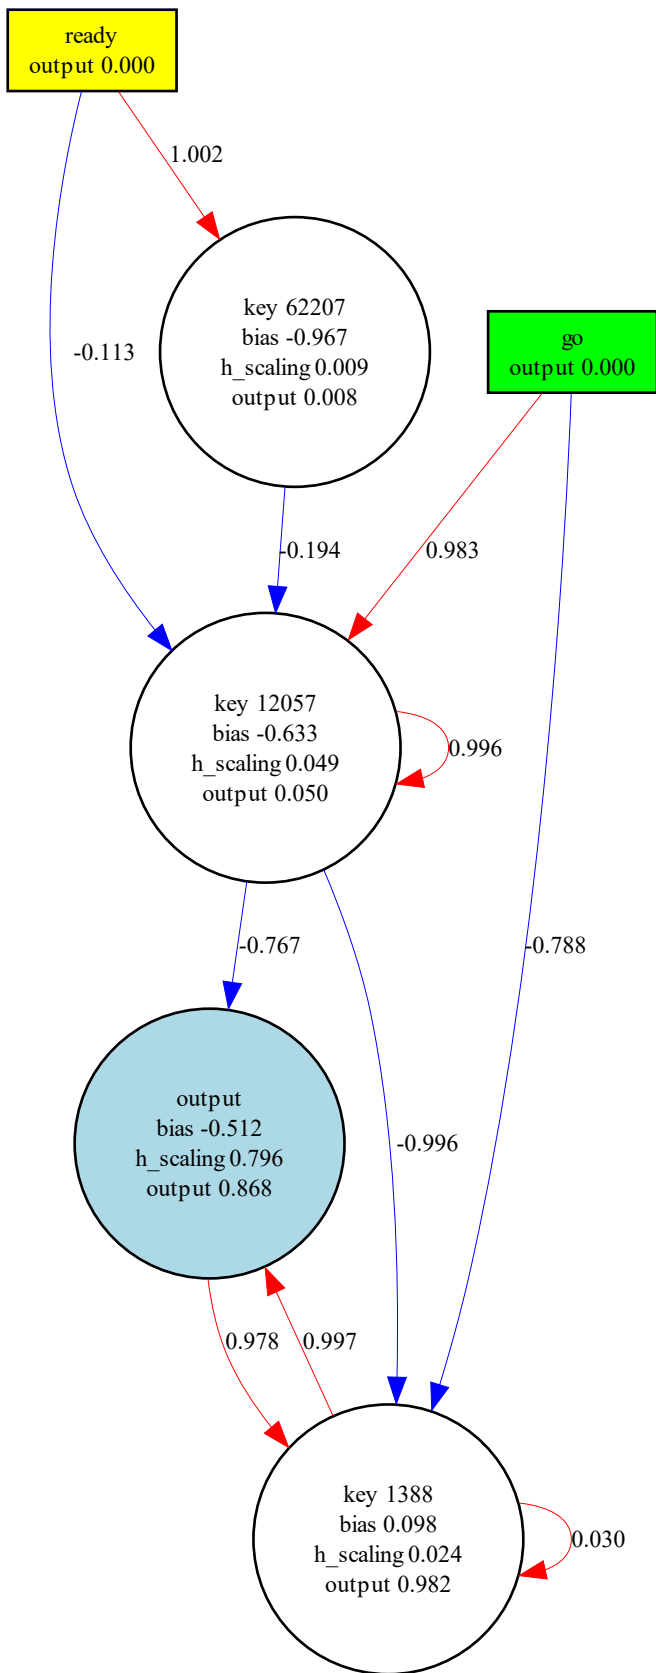 ready
output 0.000
1.002
key 62207
bias -0.967
h_scaling 0.009
output 0.008
go
output 0.000
-0.113
-0.194
0.983
key 12057
bias -0.633
h_scaling 0.049
output 0.050
0.996
-0.767
-0.788
output
bias -0.512
h_scaling 0.796
output 0.868
-0.996
0.978
0.997
key 1388
bias 0.098
h_scaling 0.024
output 0.982
0.030